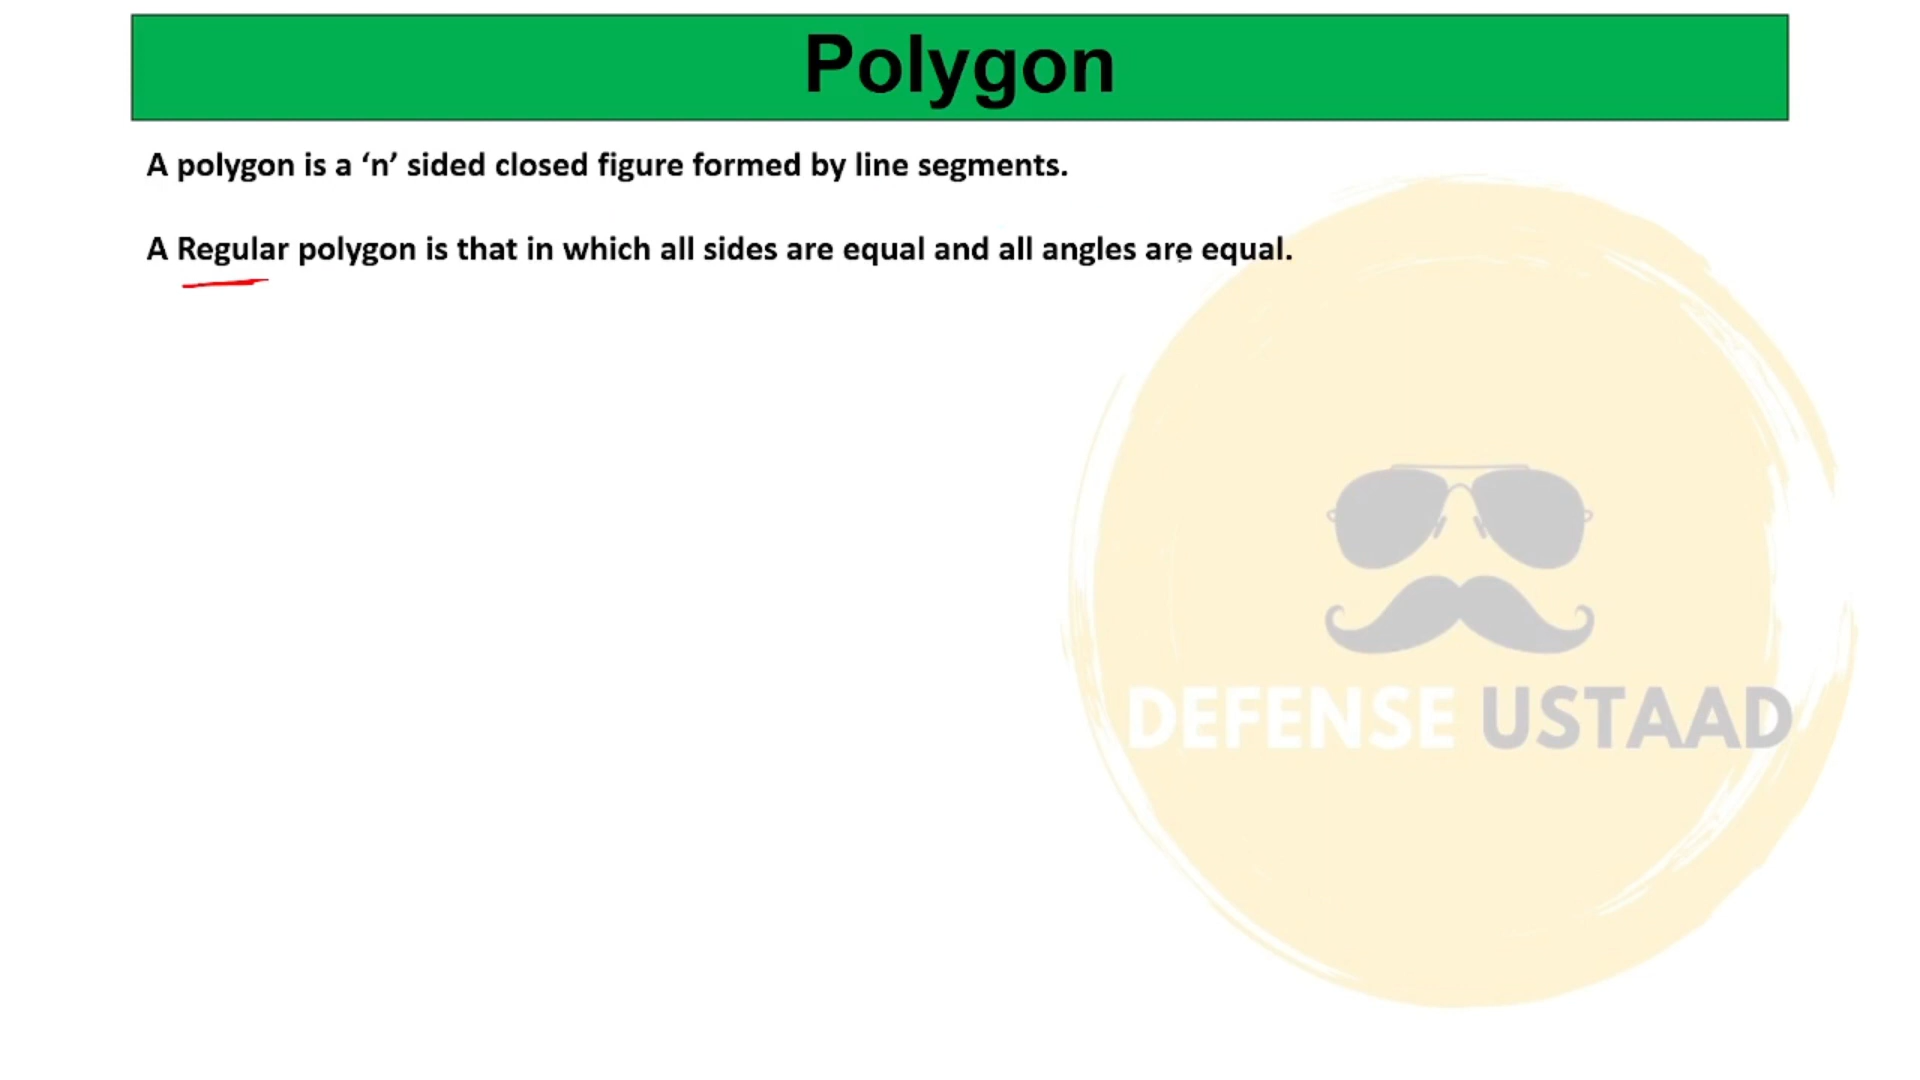 Polygon
A polygon is a ‘n’ sided closed figure formed by line segments.
A Regular polygon is that in which all sides are equal and all angles are equal.
DEFENSE USTAAD